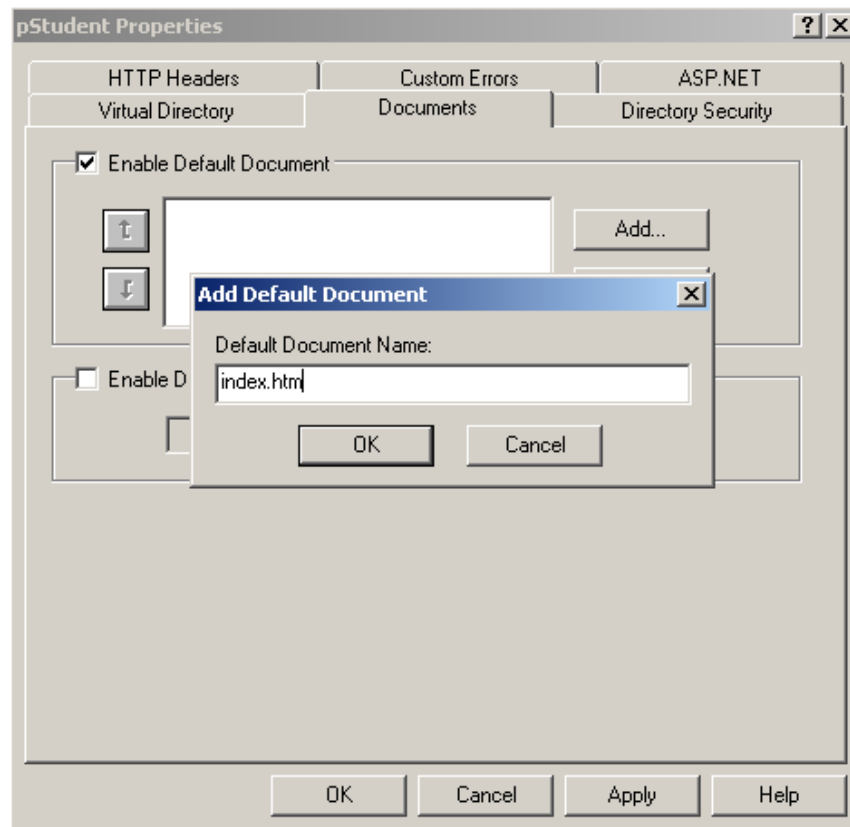 pStudent Properties
HTTP Headers Custom Errors ASP.NET
Virtual Directory Documents Directory Security
Enable Default Document
Add...
Add Default Document
Default Document Name:
index.htm
Enable D
OK Cancel
OK Cancel Apply Help